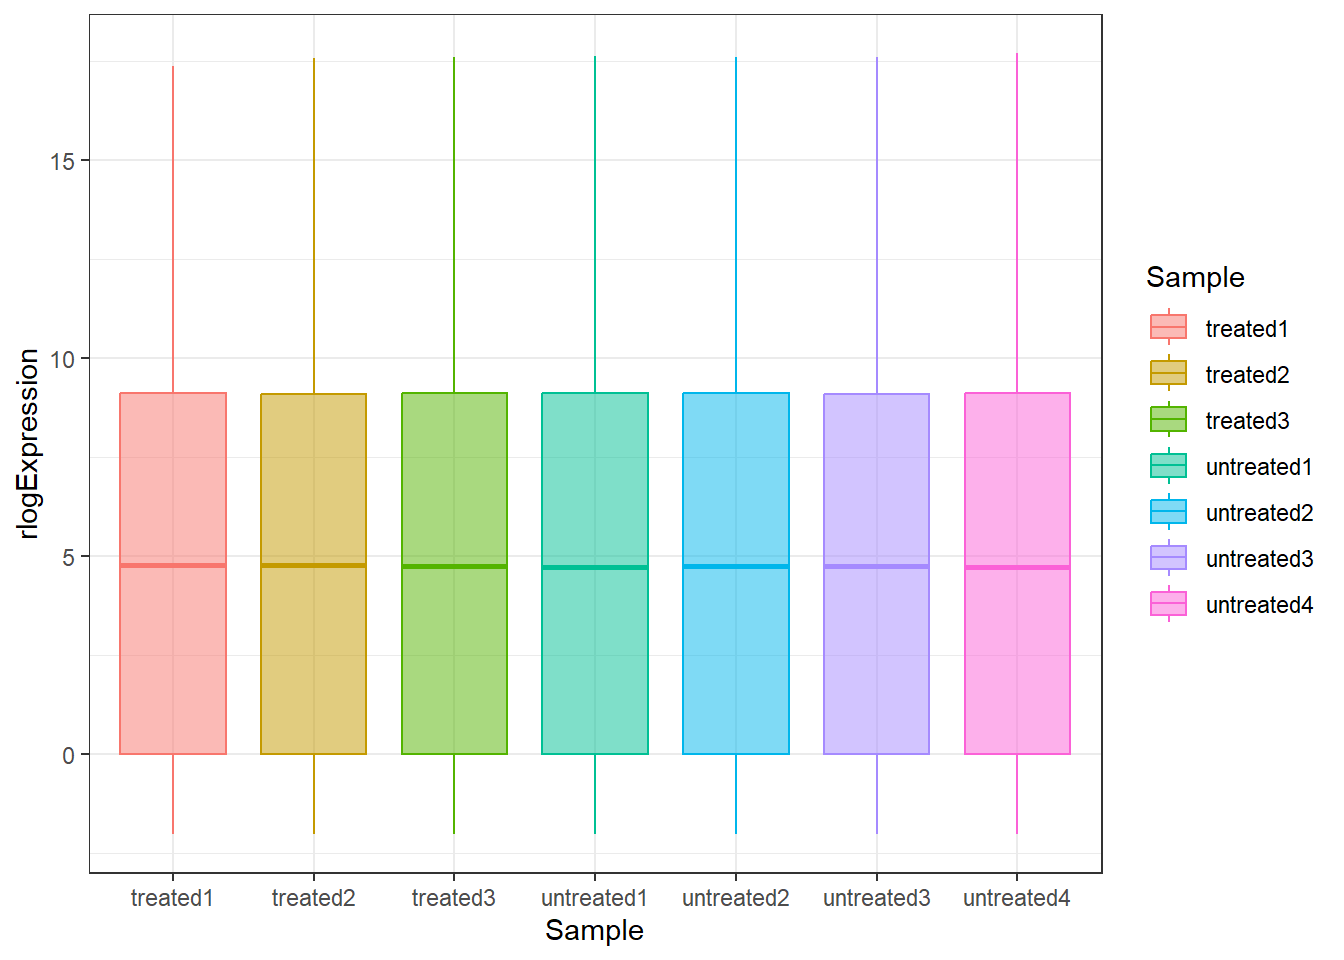 rlogExpression
15
10
5
0
treated1 treated2 treated3 untreated1 untreated2 untreated3 untreated4
Sample
Sample
treated1
treated2
treated3
untreated1
untreated2
untreated3
untreated4